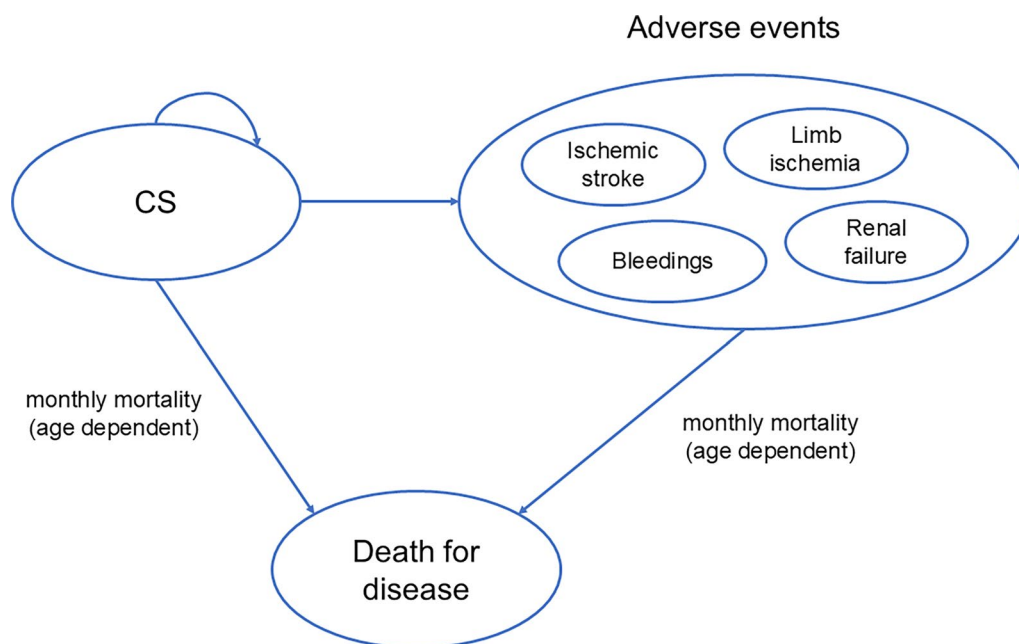 Adverse events
CS
Ischemic
stroke
Limb
ischemia
Bleedings
Renal
failure
monthly mortality
(age dependent)
monthly mortality
(age dependent)
Death for
disease